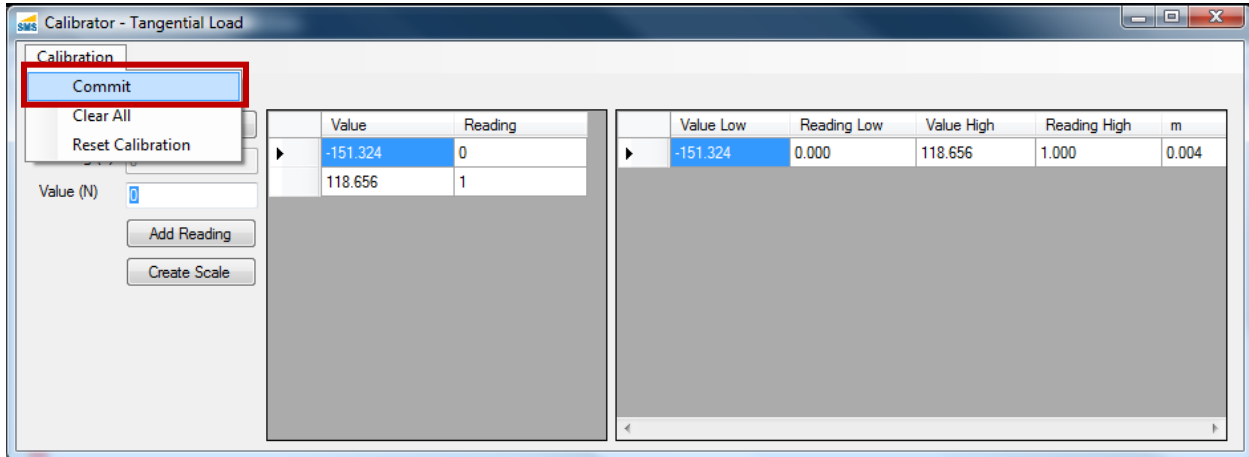 SMS Calibrator - Tangential Load
Calibration
Commit
Clear All
Reset Calibration
Value (N) 0
Add Reading
Create Scale
Value Reading
-151.324 0
118.656 1
Value Low Reading Low Value High Reading High m
-151.324 0.000 118.656 1.000 0.004